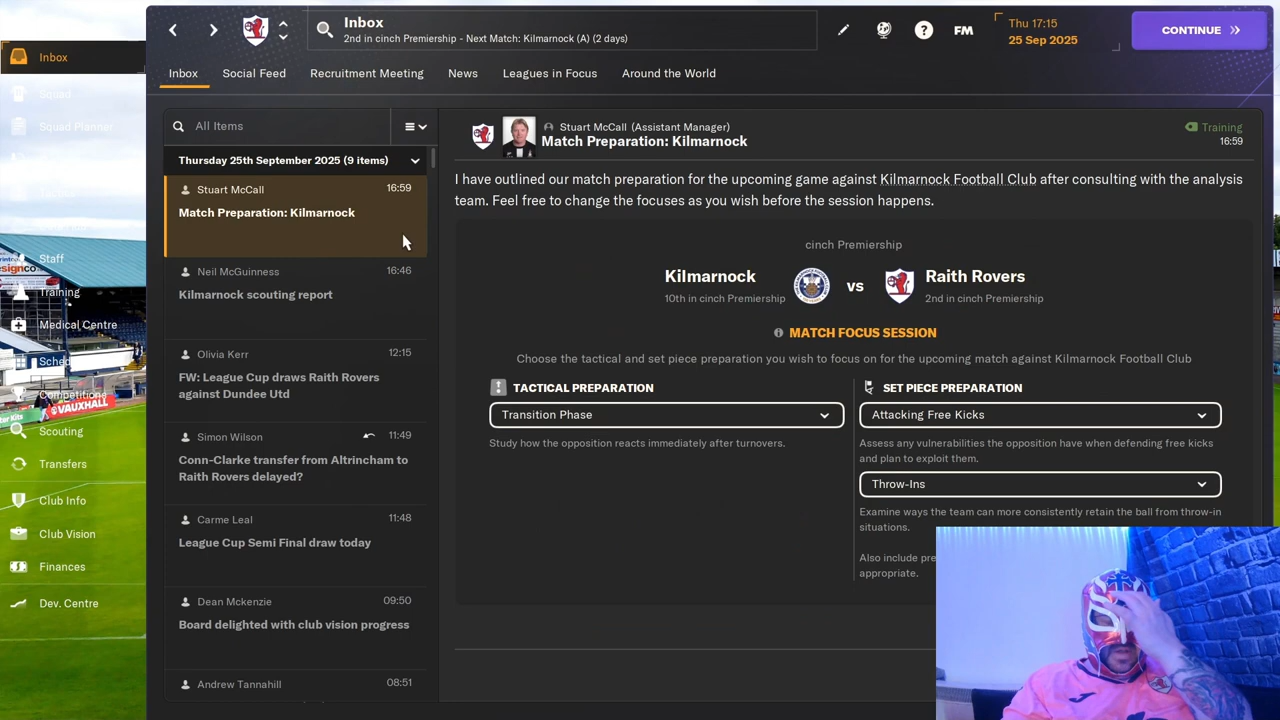 Inbox
2nd in cinch Premiership - Next Match: Kilmarnock (A) (2 days)
FM
Thu 17:15
25 Sep 2025
CONTINUE
Inbox
Squad
Squad Planner
Staff
Training
Medical Centre
Sched
Competitions
VAUXHALL
Scouting
Transfers
Club Info
Club Vision
Finances
Dev. Centre
Inbox
Social Feed
Recruitment Meeting
News
Leagues in Focus
Around the World
All Items
Thursday 25th September 2025 (9 items)
Stuart McCall 16:59
Match Preparation: Kilmarnock
Neil McGuinness 16:46
Kilmarnock scouting report
Olivia Kerr 12:15
FW: League Cup draws Raith Rovers
against Dundee Utd
Simon Wilson 11:49
Conn-Clarke transfer from Altrincham to
Raith Rovers delayed?
Carme Leal 11:48
League Cup Semi Final draw today
Dean Mckenzie 09:50
Board delighted with club vision progress
Andrew Tannahill 08:51
Stuart McCall (Assistant Manager)
Match Preparation: Kilmarnock
Training
16:59
I have outlined our match preparation for the upcoming game against Kilmarnock Football Club after consulting with the analysis
team. Feel free to change the focuses as you wish before the session happens.
cinch Premiership
Kilmarnock
10th in cinch Premiership
vs
Raith Rovers
2nd in cinch Premiership
MATCH FOCUS SESSION
Choose the tactical and set piece preparation you wish to focus on for the upcoming match against Kilmarnock Football Club
TACTICAL PREPARATION
Transition Phase
Study how the opposition reacts immediately after turnovers.
SET PIECE PREPARATION
Attacking Free Kicks
Assess any vulnerabilities the opposition have when defending free kicks
and plan to exploit them.
Throw-Ins
Examine ways the team can more consistently retain the ball from throw-in
situations.
Also include pre
appropriate.